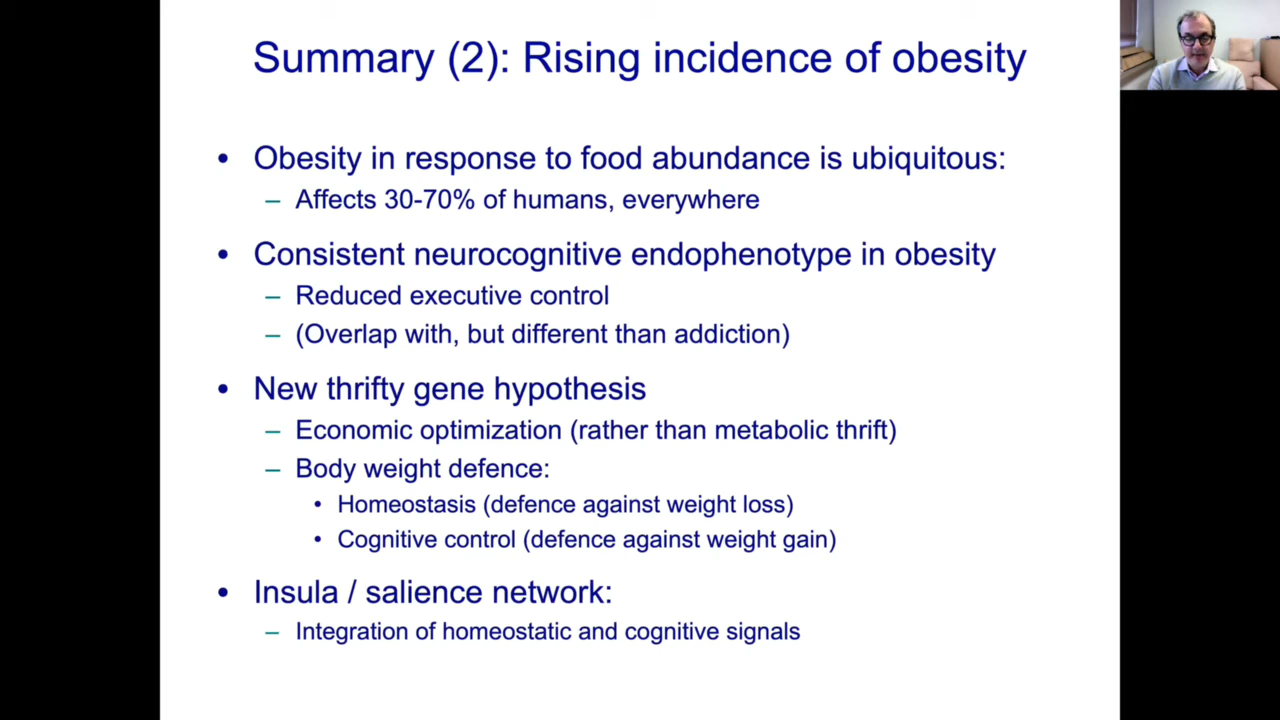 Summary (2): Rising incidence of obesity
• Obesity in response to food abundance is ubiquitous:
– Affects 30-70% of humans, everywhere
• Consistent neurocognitive endophenotype in obesity
– Reduced executive control
– (Overlap with, but different than addiction)
• New thrifty gene hypothesis
– Economic optimization (rather than metabolic thrift)
– Body weight defence:
• Homeostasis (defence against weight loss)
• Cognitive control (defence against weight gain)
• Insula / salience network:
– Integration of homeostatic and cognitive signals